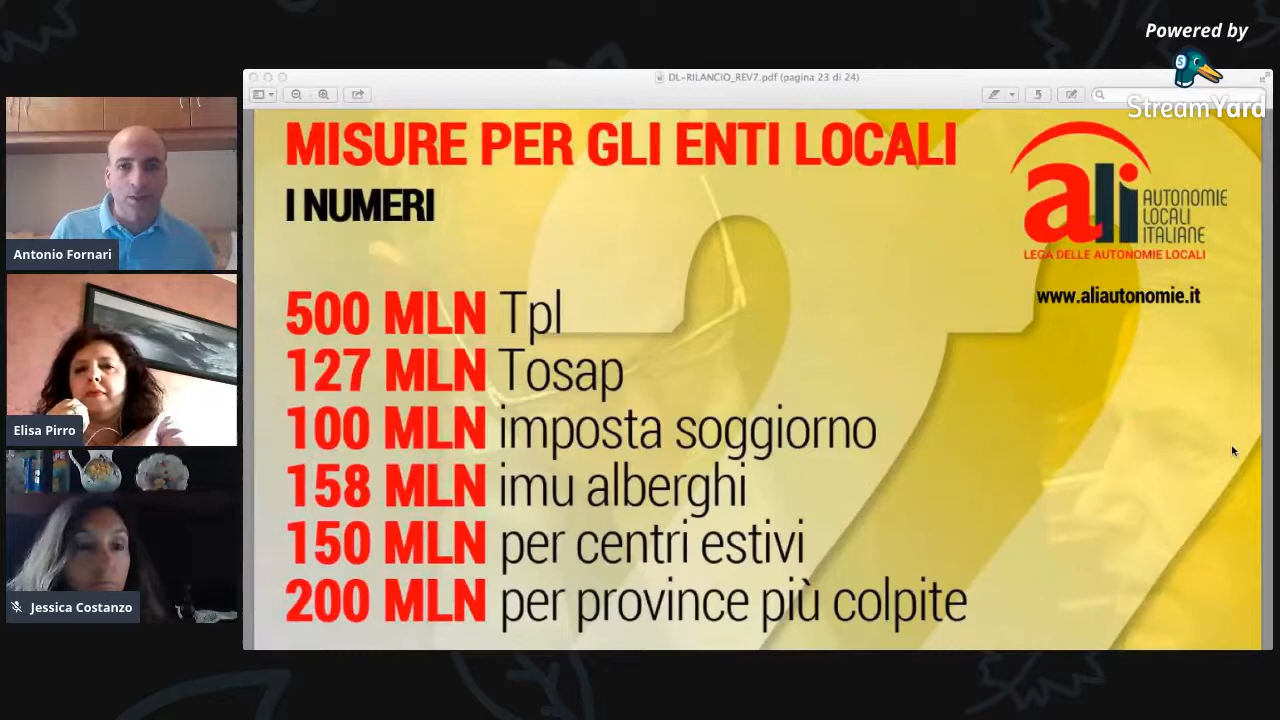 Powered by
StreamYard
DL-RILANCIO_REV7.pdf (pagina 23 di 24)
MISURE PER GLI ENTI LOCALI
I NUMERI
ali AUTONOMIE
LOCALI
ITALIANE
LEGA DELLE AUTONOMIE LOCALI
www.aliautonomie.it
500 MLN Tpl
127 MLN Tosap
100 MLN imposta soggiorno
158 MLN imu alberghi
150 MLN per centri estivi
200 MLN per province più colpite
Antonio Fornari
Elisa Pirro
Jessica Costanzo